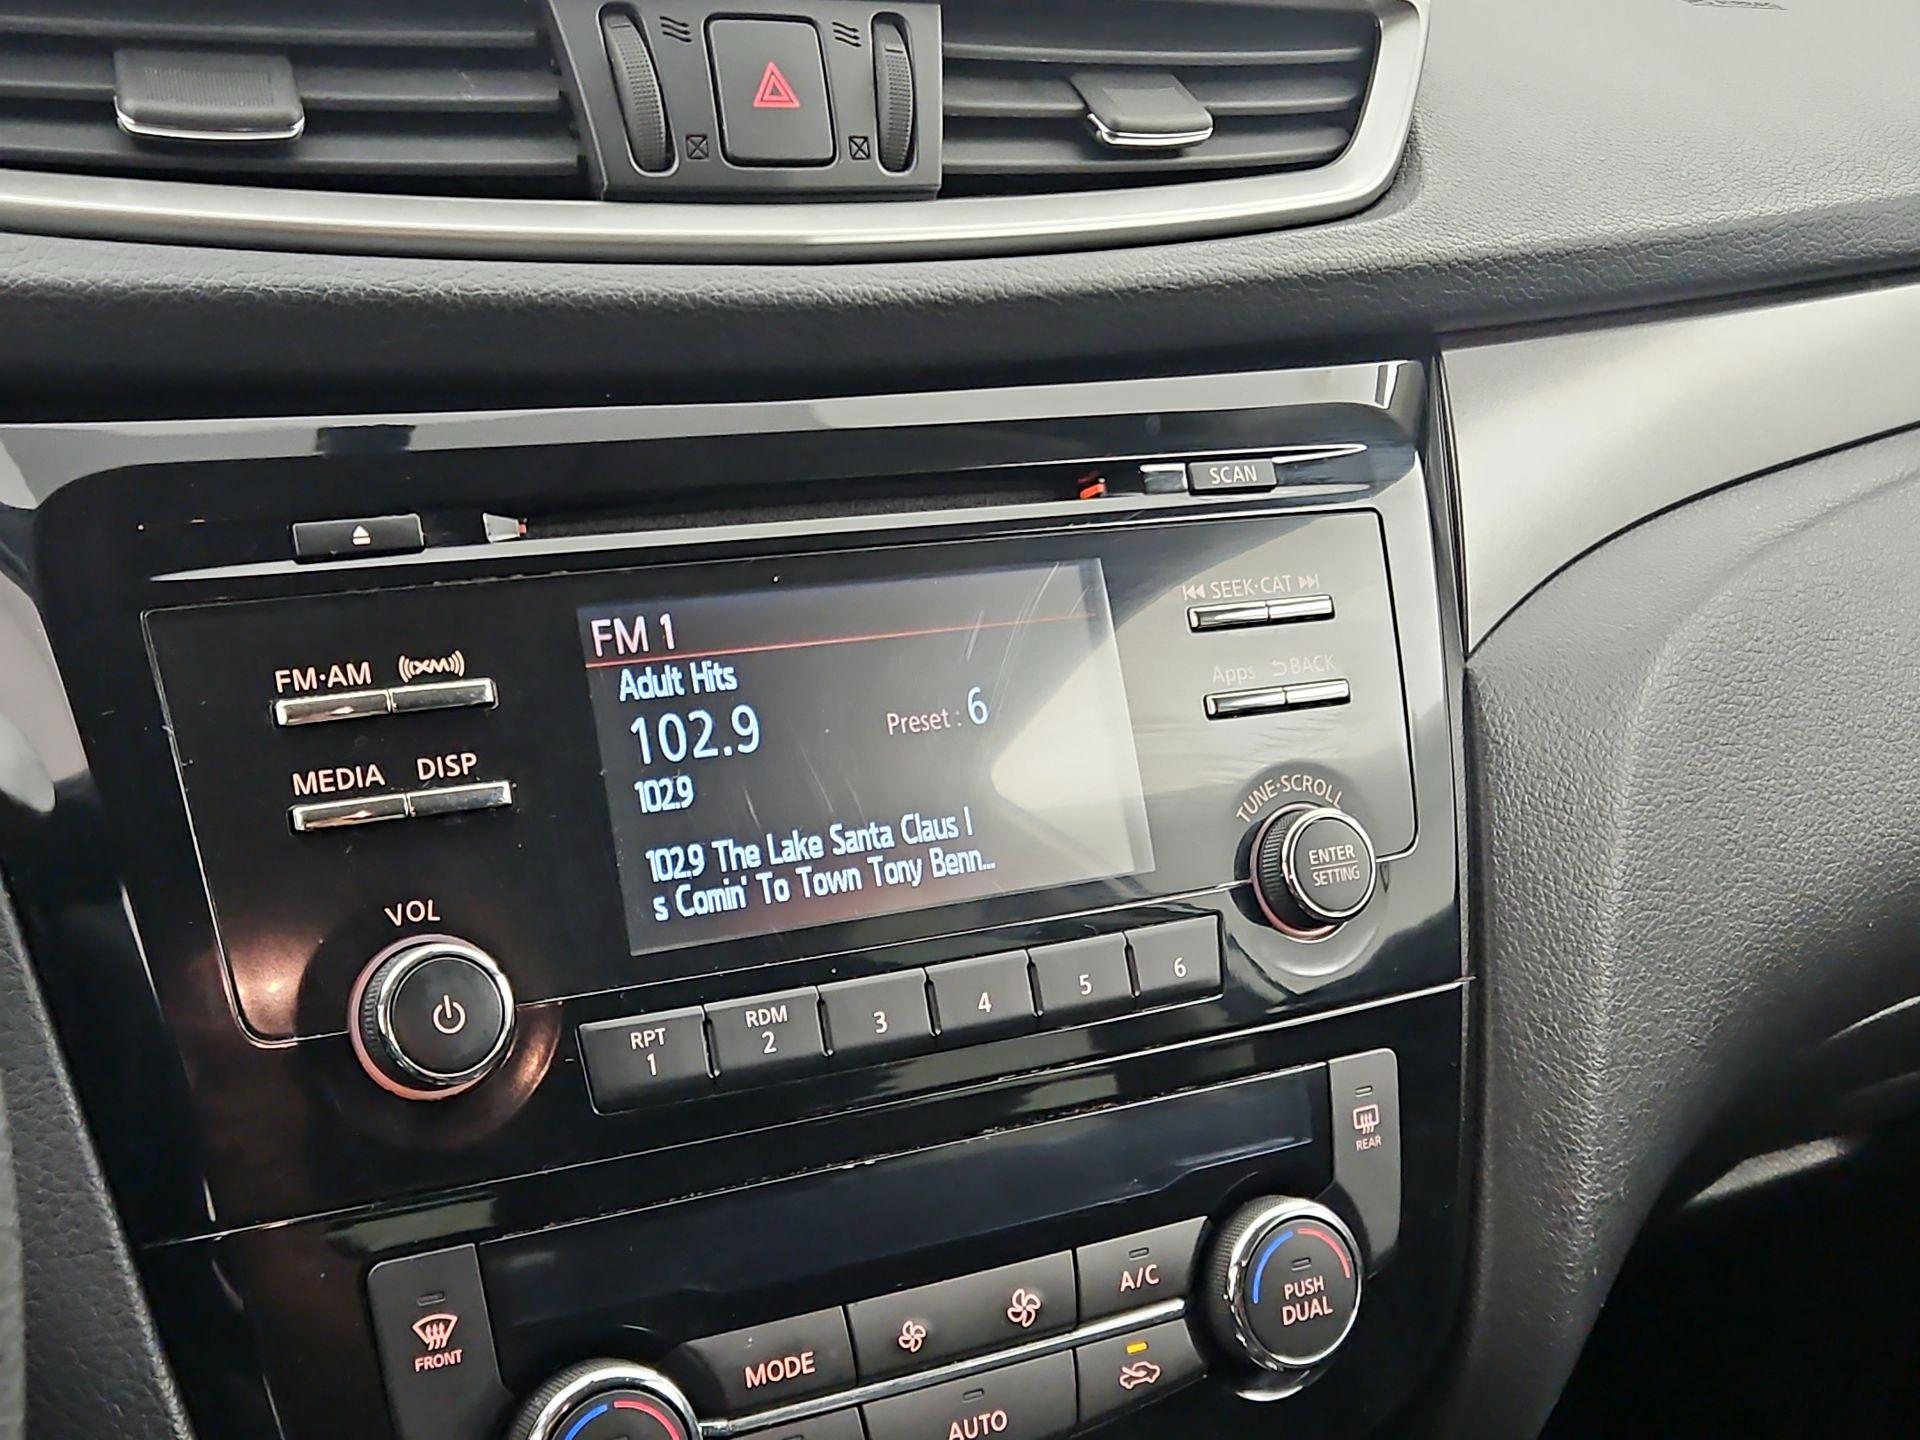 SCAN
SEEK·CAT
FM·AM
((XM))
Apps
BACK
MEDIA
DISP
FM 1
Adult Hits
102.9
Preset : 6
102.9
102.9 The Lake Santa Claus I
s Comin' To Town Tony Benn...
TUNE·SCROLL
ENTER
SETTING
VOL
RPT
1
RDM
2
3
4
5
6
REAR
FRONT
MODE
A/C
PUSH
DUAL
AUTO